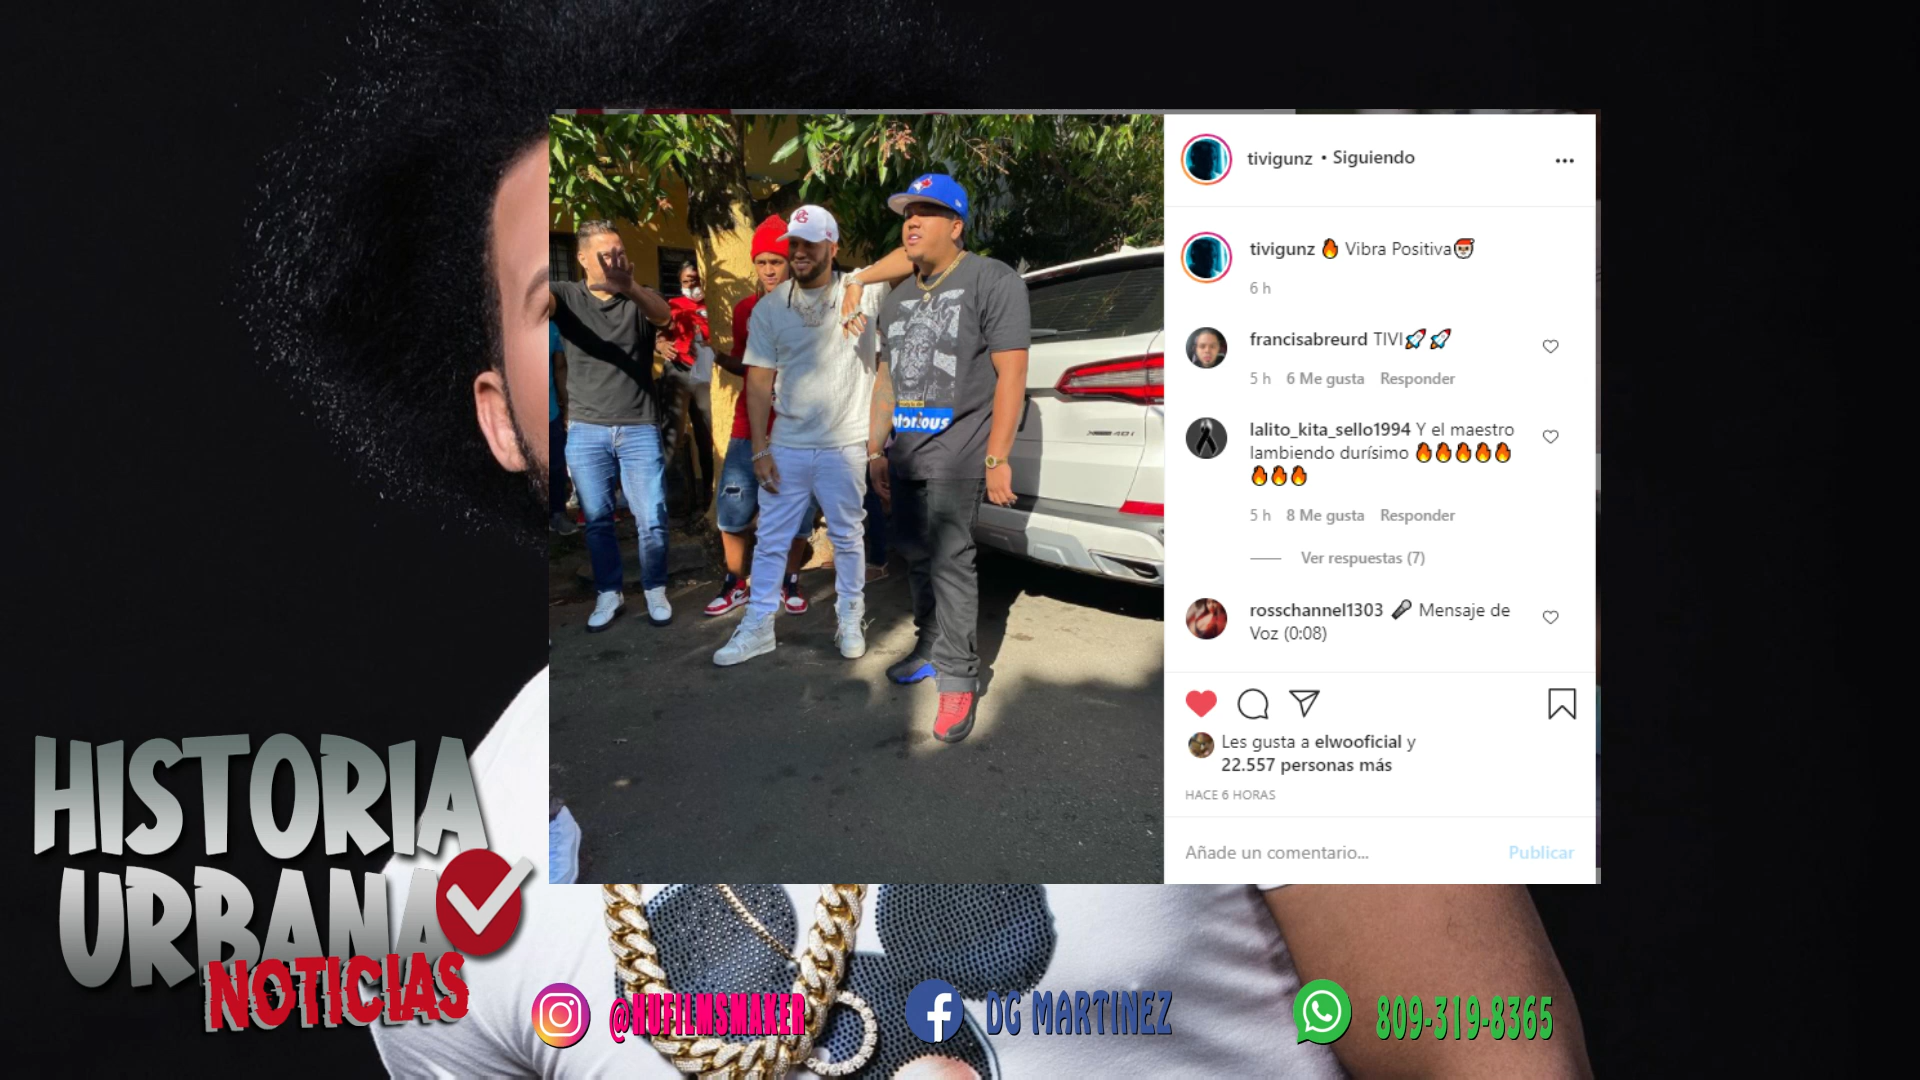 tivigunz • Siguiendo
tivigunz 🔥 Vibra Positiva🎅
6 h
francisabreurd TIVI🚀🚀
5 h 6 Me gusta Responder
lalito_kita_sello1994 Y el maestro
lambiendo durísimo 🔥🔥🔥🔥🔥
🔥🔥🔥
5 h 8 Me gusta Responder
Ver respuestas (7)
rosschannel1303 🎤 Mensaje de
Voz (0:08)
Les gusta a elwooficial y
22.557 personas más
HACE 6 HORAS
Añade un comentario...
Publicar
HISTORIA
URBANA
NOTICIAS
@HUFILMSMAKER
DG MARTINEZ
809-319-8365